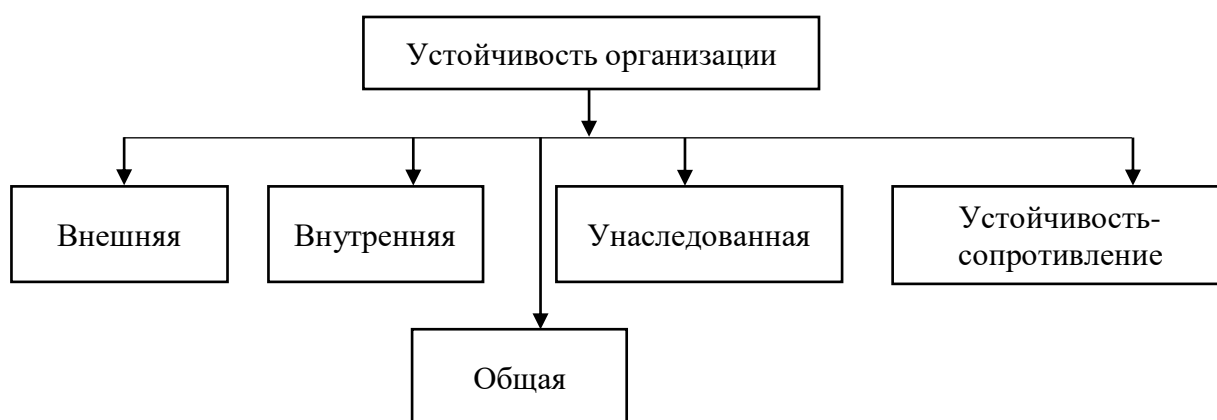 Устойчивость организации
Внешняя
Внутренняя
Унаследованная
Устойчивость-
сопротивление
Общая